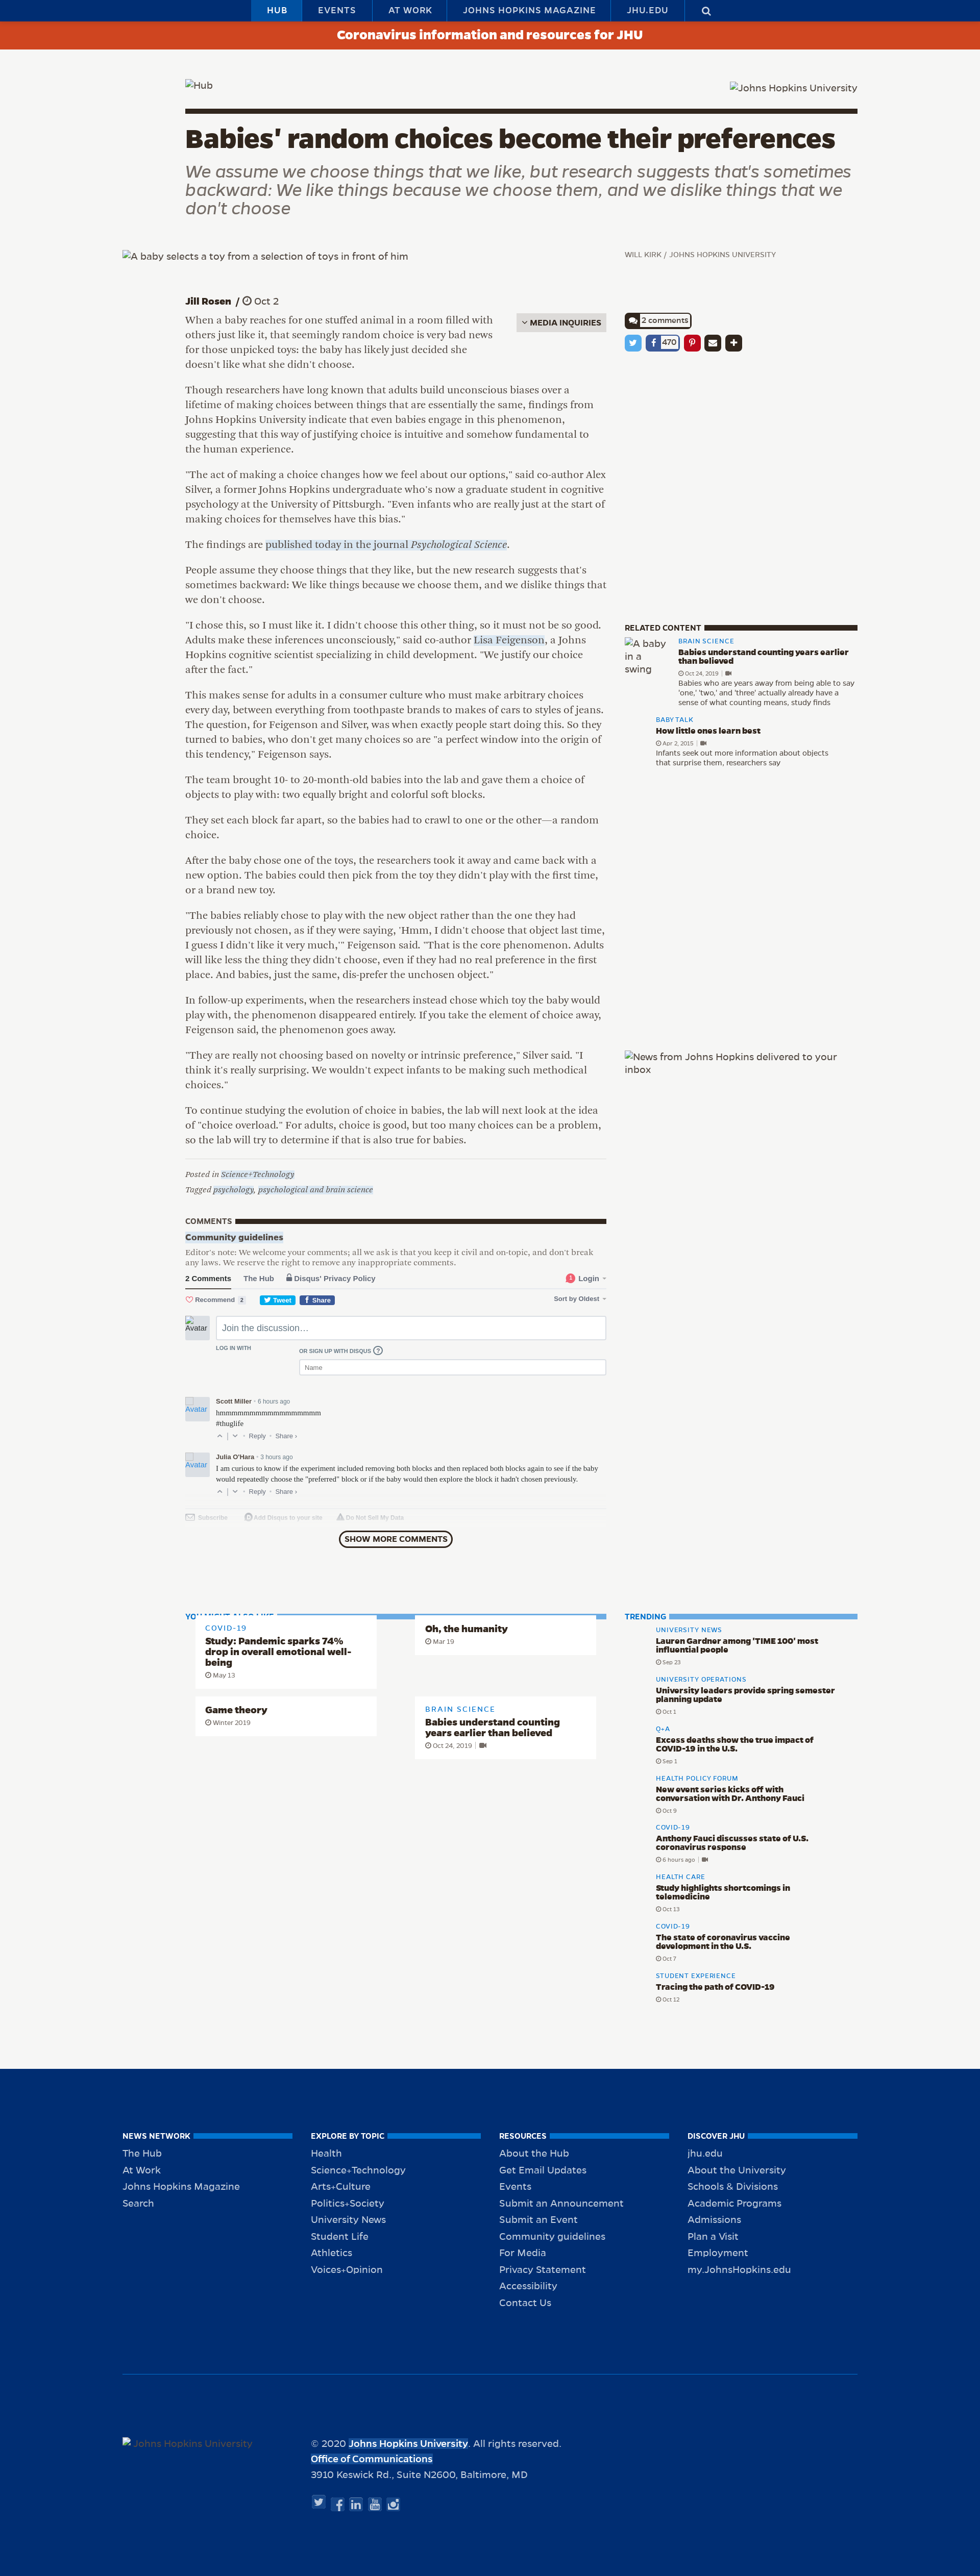 HUB
EVENTS
AT WORK
JOHNS HOPKINS MAGAZINE
JHU.EDU
Coronavirus information and resources for JHU
Hub
Johns Hopkins University
Babies' random choices become their preferences
We assume we choose things that we like, but research suggests that's sometimes
backward: We like things because we choose them, and we dislike things that we
don't choose
A baby selects a toy from a selection of toys in front of him
WILL KIRK / JOHNS HOPKINS UNIVERSITY
Jill Rosen / Oct 2
MEDIA INQUIRIES
2 comments
470
When a baby reaches for one stuffed animal in a room filled with
others just like it, that seemingly random choice is very bad news
for those unpicked toys: the baby has likely just decided she
doesn't like what she didn't choose.
Though researchers have long known that adults build unconscious biases over a
lifetime of making choices between things that are essentially the same, findings from
Johns Hopkins University indicate that even babies engage in this phenomenon,
suggesting that this way of justifying choice is intuitive and somehow fundamental to
the human experience.
"The act of making a choice changes how we feel about our options," said co-author Alex
Silver, a former Johns Hopkins undergraduate who's now a graduate student in cognitive
psychology at the University of Pittsburgh. "Even infants who are really just at the start of
making choices for themselves have this bias."
The findings are published today in the journal Psychological Science.
People assume they choose things that they like, but the new research suggests that's
sometimes backward: We like things because we choose them, and we dislike things that
we don't choose.
"I chose this, so I must like it. I didn't choose this other thing, so it must not be so good.
Adults make these inferences unconsciously," said co-author Lisa Feigenson, a Johns
Hopkins cognitive scientist specializing in child development. "We justify our choice
after the fact."
This makes sense for adults in a consumer culture who must make arbitrary choices
every day, between everything from toothpaste brands to makes of cars to styles of jeans.
The question, for Feigenson and Silver, was when exactly people start doing this. So they
turned to babies, who don't get many choices so are "a perfect window into the origin of
this tendency," Feigenson says.
The team brought 10- to 20-month-old babies into the lab and gave them a choice of
objects to play with: two equally bright and colorful soft blocks.
They set each block far apart, so the babies had to crawl to one or the other—a random
choice.
After the baby chose one of the toys, the researchers took it away and came back with a
new option. The babies could then pick from the toy they didn't play with the first time,
or a brand new toy.
"The babies reliably chose to play with the new object rather than the one they had
previously not chosen, as if they were saying, 'Hmm, I didn't choose that object last time,
I guess I didn't like it very much,'" Feigenson said. "That is the core phenomenon. Adults
will like less the thing they didn't choose, even if they had no real preference in the first
place. And babies, just the same, dis-prefer the unchosen object."
In follow-up experiments, when the researchers instead chose which toy the baby would
play with, the phenomenon disappeared entirely. If you take the element of choice away,
Feigenson said, the phenomenon goes away.
"They are really not choosing based on novelty or intrinsic preference," Silver said. "I
think it's really surprising. We wouldn't expect infants to be making such methodical
choices."
To continue studying the evolution of choice in babies, the lab will next look at the idea
of "choice overload." For adults, choice is good, but too many choices can be a problem,
so the lab will try to determine if that is also true for babies.
Posted in Science+Technology
Tagged psychology, psychological and brain science
RELATED CONTENT
A baby
in a
swing
BRAIN SCIENCE
Babies understand counting years earlier
than believed
Oct 24, 2019
Babies who are years away from being able to say
'one,' 'two,' and 'three' actually already have a
sense of what counting means, study finds
BABY TALK
How little ones learn best
Apr 2, 2015
Infants seek out more information about objects
that surprise them, researchers say
News from Johns Hopkins delivered to your
inbox
COMMENTS
Community guidelines
Editor's note: We welcome your comments; all we ask is that you keep it civil and on-topic, and don't break
any laws. We reserve the right to remove any inappropriate comments.
2 Comments
The Hub
Disqus' Privacy Policy
1
Login
Recommend 2
Tweet
Share
Sort by Oldest
Avatar
Join the discussion…
LOG IN WITH
OR SIGN UP WITH DISQUS ?
Name
Avatar
Scott Miller · 6 hours ago
hmmmmmmmmmmmmmmmmm
#thuglife
Reply · Share ›
Avatar
Julia O'Hara · 3 hours ago
I am curious to know if the experiment included removing both blocks and then replaced both blocks again to see if the baby
would repeatedly choose the "preferred" block or if the baby would then explore the block it hadn't chosen previously.
Reply · Share ›
Subscribe
Add Disqus to your site
Do Not Sell My Data
SHOW MORE COMMENTS
YOU MIGHT ALSO LIKE
COVID-19
Study: Pandemic sparks 74%
drop in overall emotional well-
being
May 13
Oh, the humanity
Mar 19
Game theory
Winter 2019
BRAIN SCIENCE
Babies understand counting
years earlier than believed
Oct 24, 2019
TRENDING
UNIVERSITY NEWS
Lauren Gardner among 'TIME 100' most
influential people
Sep 23
UNIVERSITY OPERATIONS
University leaders provide spring semester
planning update
Oct 1
Q+A
Excess deaths show the true impact of
COVID-19 in the U.S.
Sep 1
HEALTH POLICY FORUM
New event series kicks off with
conversation with Dr. Anthony Fauci
Oct 9
COVID-19
Anthony Fauci discusses state of U.S.
coronavirus response
6 hours ago
HEALTH CARE
Study highlights shortcomings in
telemedicine
Oct 13
COVID-19
The state of coronavirus vaccine
development in the U.S.
Oct 7
STUDENT EXPERIENCE
Tracing the path of COVID-19
Oct 12
NEWS NETWORK
The Hub
At Work
Johns Hopkins Magazine
Search
EXPLORE BY TOPIC
Health
Science+Technology
Arts+Culture
Politics+Society
University News
Student Life
Athletics
Voices+Opinion
RESOURCES
About the Hub
Get Email Updates
Events
Submit an Announcement
Submit an Event
Community guidelines
For Media
Privacy Statement
Accessibility
Contact Us
DISCOVER JHU
jhu.edu
About the University
Schools & Divisions
Academic Programs
Admissions
Plan a Visit
Employment
my.JohnsHopkins.edu
Johns Hopkins University
© 2020 Johns Hopkins University. All rights reserved.
Office of Communications
3910 Keswick Rd., Suite N2600, Baltimore, MD